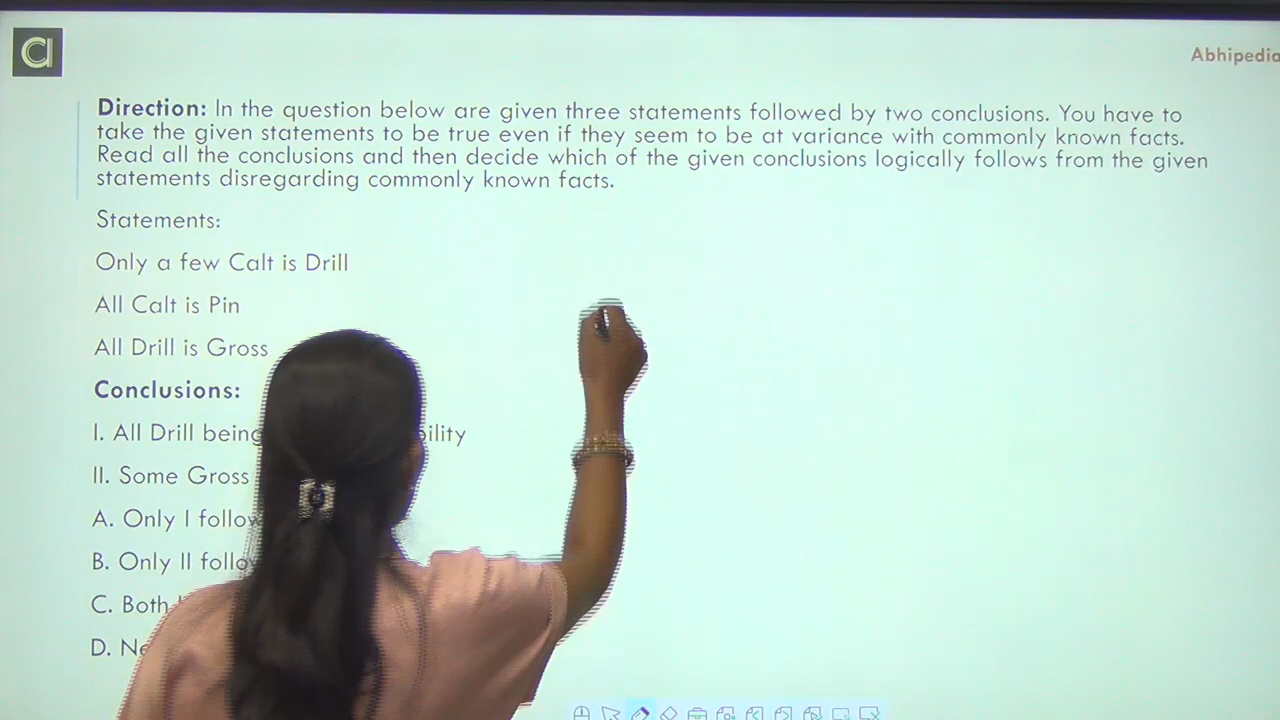 Abhipedia
Direction: In the question below are given three statements followed by two conclusions. You have to
take the given statements to be true even if they seem to be at variance with commonly known facts.
Read all the conclusions and then decide which of the given conclusions logically follows from the given
statements disregarding commonly known facts.
Statements:
Only a few Calt is Drill
All Calt is Pin
All Drill is Gross
Conclusions:
I. All Drill being
II. Some Gross
A. Only I
B. Only II
C. Both
D.